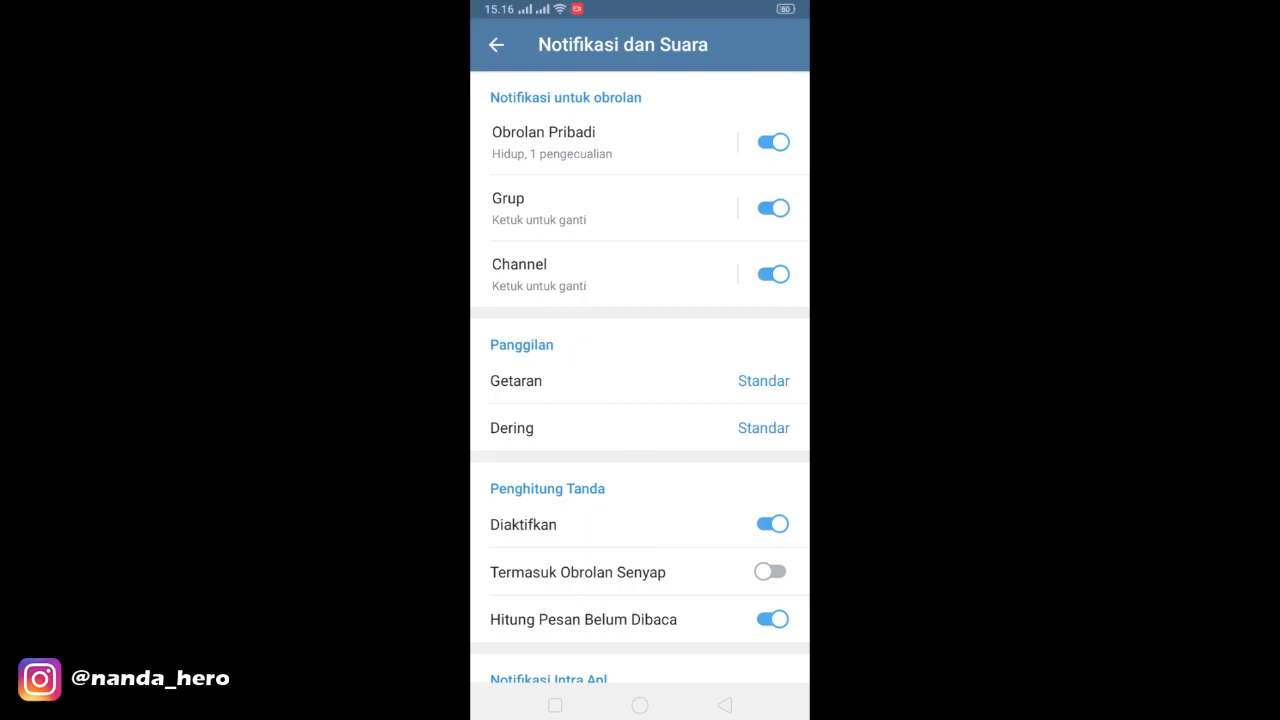 15.16
60
Notifikasi dan Suara
Notifikasi untuk obrolan
Obrolan Pribadi
Hidup, 1 pengecualian
Grup
Ketuk untuk ganti
Channel
Ketuk untuk ganti
Panggilan
Getaran Standar
Dering Standar
Penghitung Tanda
Diaktifkan
Termasuk Obrolan Senyap
Hitung Pesan Belum Dibaca
Notifikasi Intra Apl
@nanda_hero